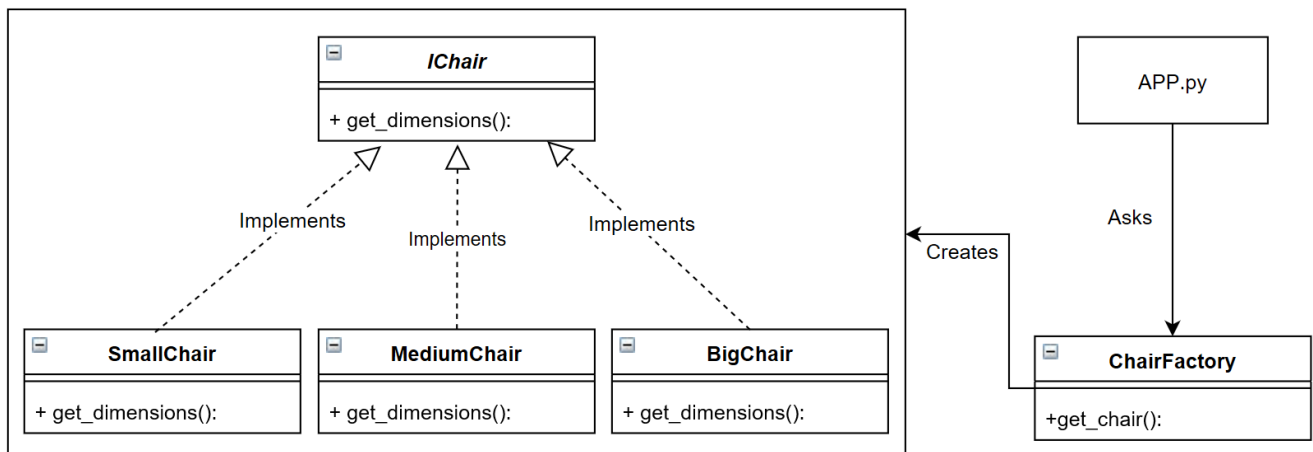 IChair
+ get_dimensions():
APP.py
Implements
Implements
Implements
Asks
Creates
SmallChair
+ get_dimensions():
MediumChair
+ get_dimensions():
BigChair
+ get_dimensions():
ChairFactory
+get_chair():